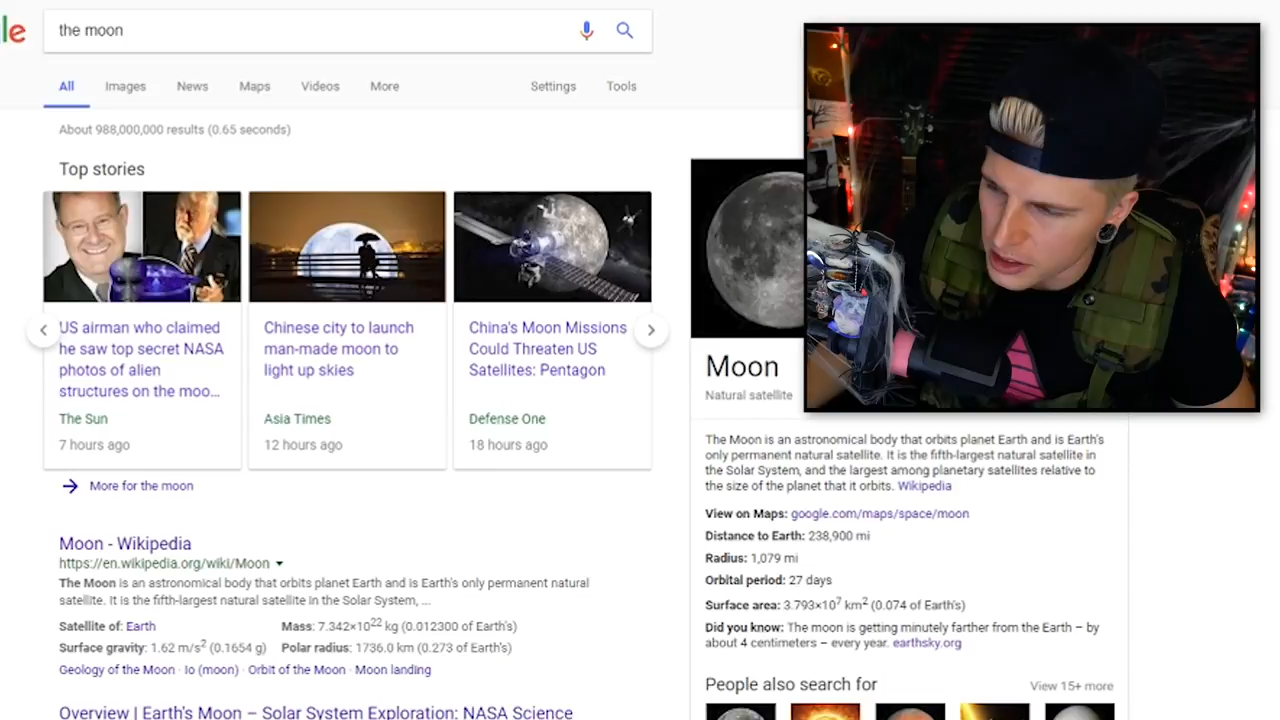 le
the moon
All Images News Maps Videos More Settings Tools
About 988,000,000 results (0.65 seconds)
Top stories
US airman who claimed
he saw top secret NASA
photos of alien
structures on the moo...
The Sun
7 hours ago
Chinese city to launch
man-made moon to
light up skies
Asia Times
12 hours ago
China's Moon Missions
Could Threaten US
Satellites: Pentagon
Defense One
18 hours ago
More for the moon
Moon - Wikipedia
https://en.wikipedia.org/wiki/Moon
The Moon is an astronomical body that orbits planet Earth and is Earth's only permanent natural
satellite. It is the fifth-largest natural satellite in the Solar System, ...
Satellite of: Earth Mass: 7.342×10²² kg (0.012300 of Earth's)
Surface gravity: 1.62 m/s² (0.1654 g) Polar radius: 1736.0 km (0.273 of Earth's)
Geology of the Moon · Io (moon) · Orbit of the Moon · Moon landing
Overview | Earth's Moon – Solar System Exploration: NASA Science
Moon
Natural satellite
The Moon is an astronomical body that orbits planet Earth and is Earth's
only permanent natural satellite. It is the fifth-largest natural satellite in
the Solar System, and the largest among planetary satellites relative to
the size of the planet that it orbits. Wikipedia
View on Maps: google.com/maps/space/moon
Distance to Earth: 238,900 mi
Radius: 1,079 mi
Orbital period: 27 days
Surface area: 3.793×10⁷ km² (0.074 of Earth's)
Did you know: The moon is getting minutely farther from the Earth – by
about 4 centimeters – every year. earthsky.org
People also search for
View 15+ more